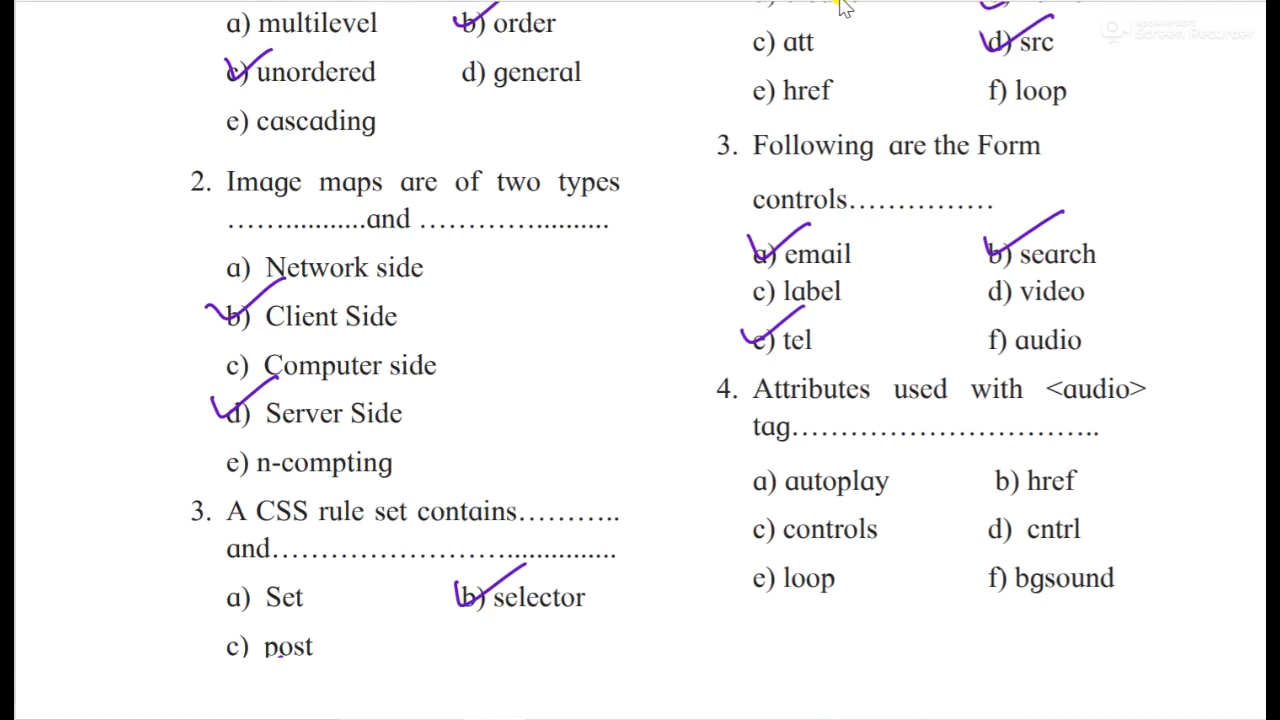 a) multilevel
b) order
c) unordered
d) general
e) cascading
2. Image maps are of two types
……...........and …………..........
a) Network side
b) Client Side
c) Computer side
d) Server Side
e) n-compting
3. A CSS rule set contains………..
and……………………….............
a) Set
b) selector
c) post
c) att
d) src
e) href
f) loop
3. Following are the Form
controls……………
a) email
b) search
c) label
d) video
e) tel
f) audio
4. Attributes used with <audio>
tag………………………………..
a) autoplay
b) href
c) controls
d) cntrl
e) loop
f) bgsound
Apowersoft
Screen Recorder